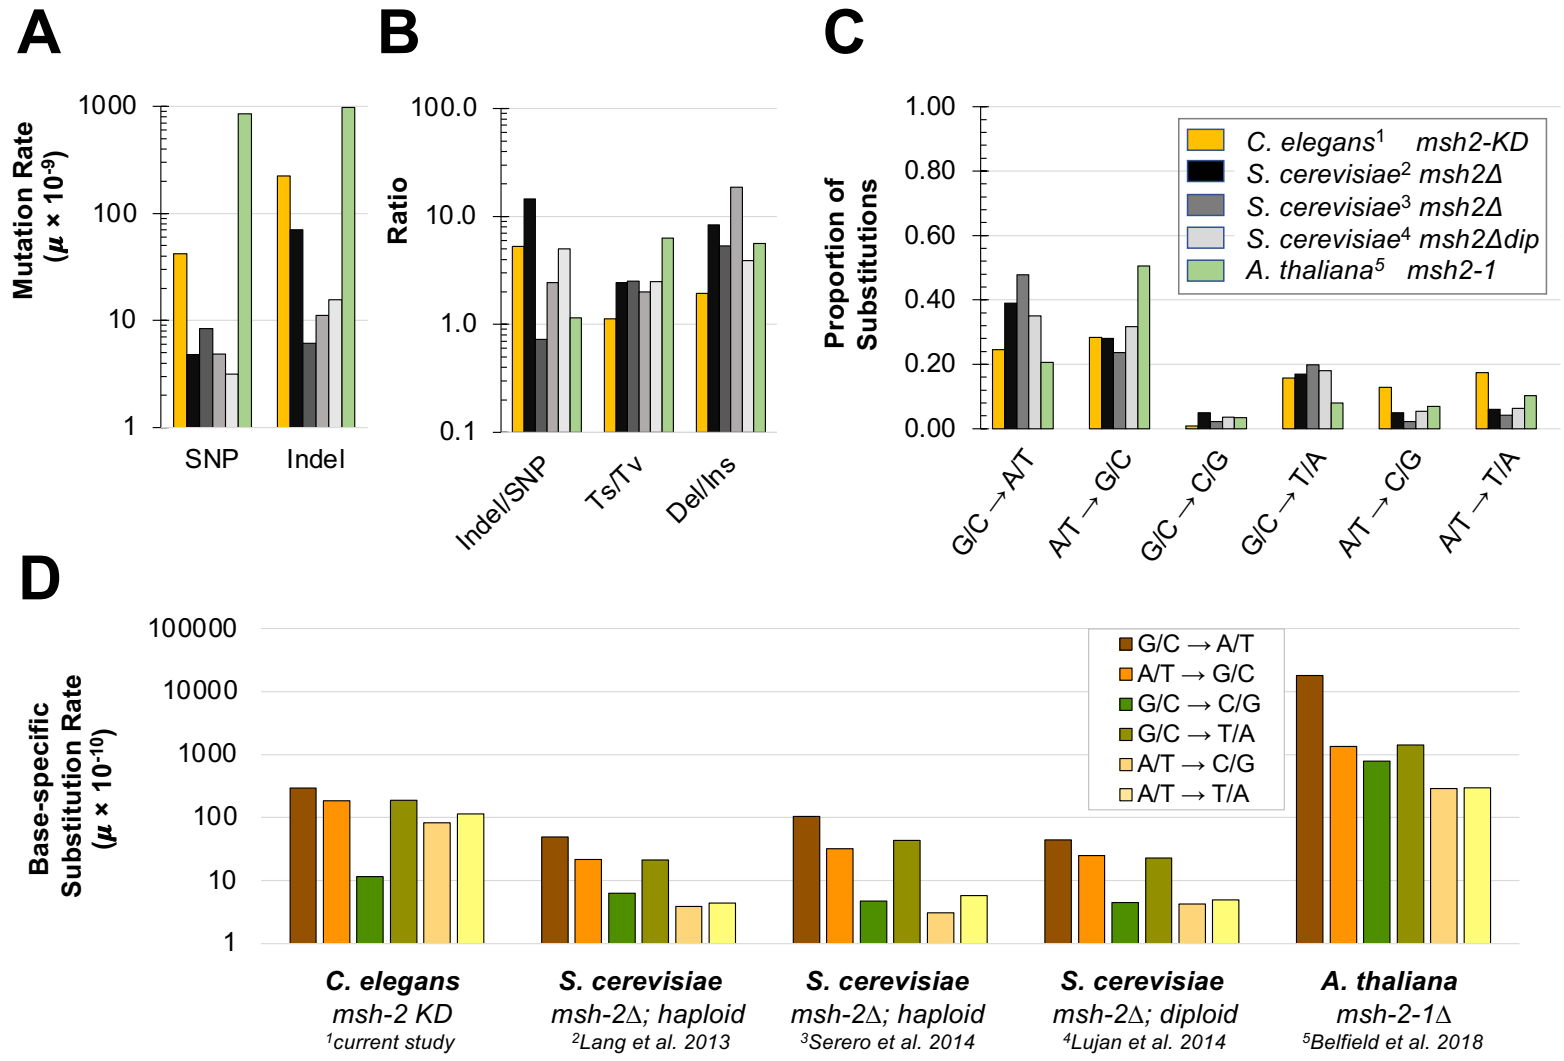 A
Mutation Rate
(μ × 10⁻⁹)
1000
100
10
1
SNP
Indel
B
Ratio
100.0
10.0
1.0
0.1
Indel/SNP
Ts/Tv
Del/Ins
C
Proportion of
Substitutions
1.00
0.80
0.60
0.40
0.20
0.00
C. elegans¹ msh2-KD
S. cerevisiae² msh2Δ
S. cerevisiae³ msh2Δ
S. cerevisiae⁴ msh2Δdip
A. thaliana⁵ msh2-1
G/C → A/T
A/T → G/C
G/C → C/G
G/C → T/A
A/T → C/G
A/T → T/A
D
Base-specific
Substitution Rate
(μ × 10⁻¹⁰)
100000
10000
1000
100
10
1
G/C → A/T
A/T → G/C
G/C → C/G
G/C → T/A
A/T → C/G
A/T → T/A
C. elegans
msh-2 KD
¹current study
S. cerevisiae
msh-2Δ; haploid
²Lang et al. 2013
S. cerevisiae
msh-2Δ; haploid
³Serero et al. 2014
S. cerevisiae
msh-2Δ; diploid
⁴Lujan et al. 2014
A. thaliana
msh-2-1Δ
⁵Belfield et al. 2018